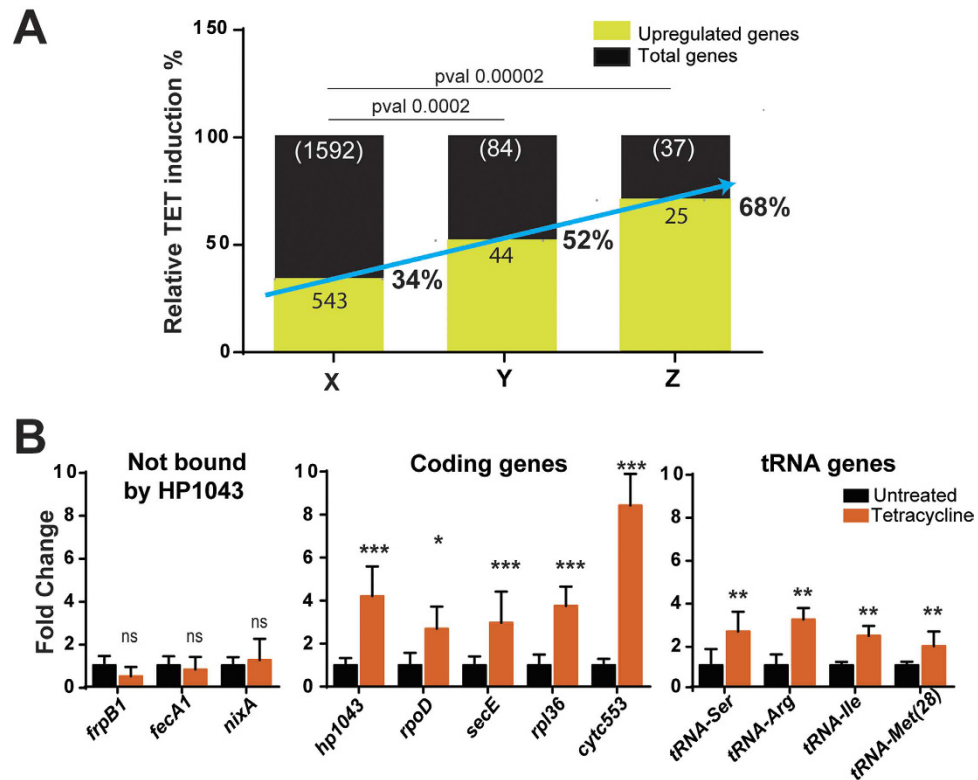 A
Relative TET induction %
150
100
50
0
Upregulated genes
Total genes
pval 0.00002
pval 0.0002
(1592)
(84)
(37)
543
34%
44
52%
25
68%
X
Y
Z
B
Fold Change
Not bound
by HP1043
10
8
6
4
2
0
ns
ns
ns
frpB1
fecA1
nixA
Coding genes
10
8
6
4
2
0
***
*
***
***
***
hp1043
rpoD
secE
rpl36
cytc553
tRNA genes
Untreated
Tetracycline
10
8
6
4
2
0
**
**
**
**
tRNA-Ser
tRNA-Arg
tRNA-Ile
tRNA-Met(28)